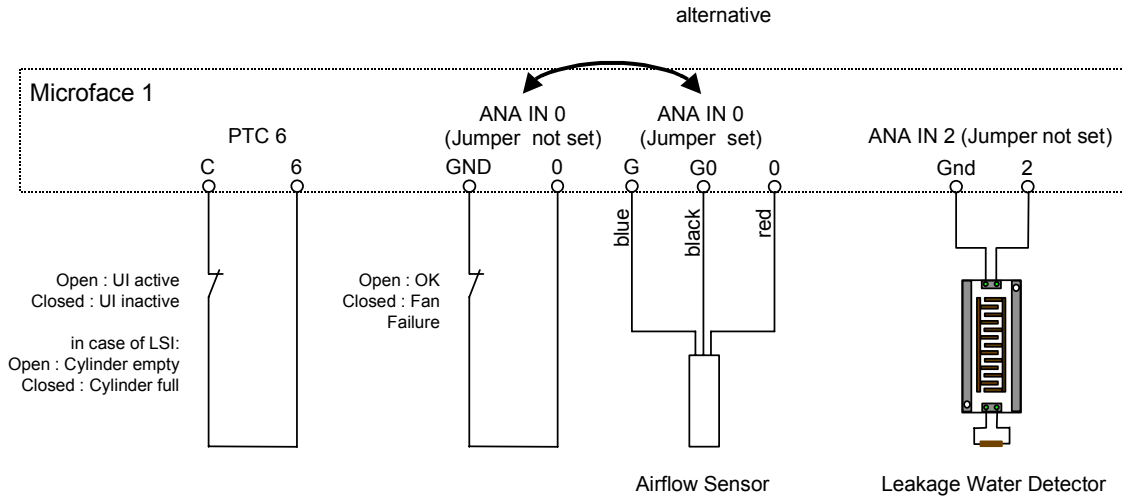 alternative
Microface 1
PTC 6
C 6
ANA IN 0
(Jumper not set)
GND 0
ANA IN 0
(Jumper set)
G G0 0
ANA IN 2 (Jumper not set)
Gnd 2
blue
black
red
Open : UI active
Closed : UI inactive
in case of LSI:
Open : Cylinder empty
Closed : Cylinder full
Open : OK
Closed : Fan
Failure
Airflow Sensor
Leakage Water Detector